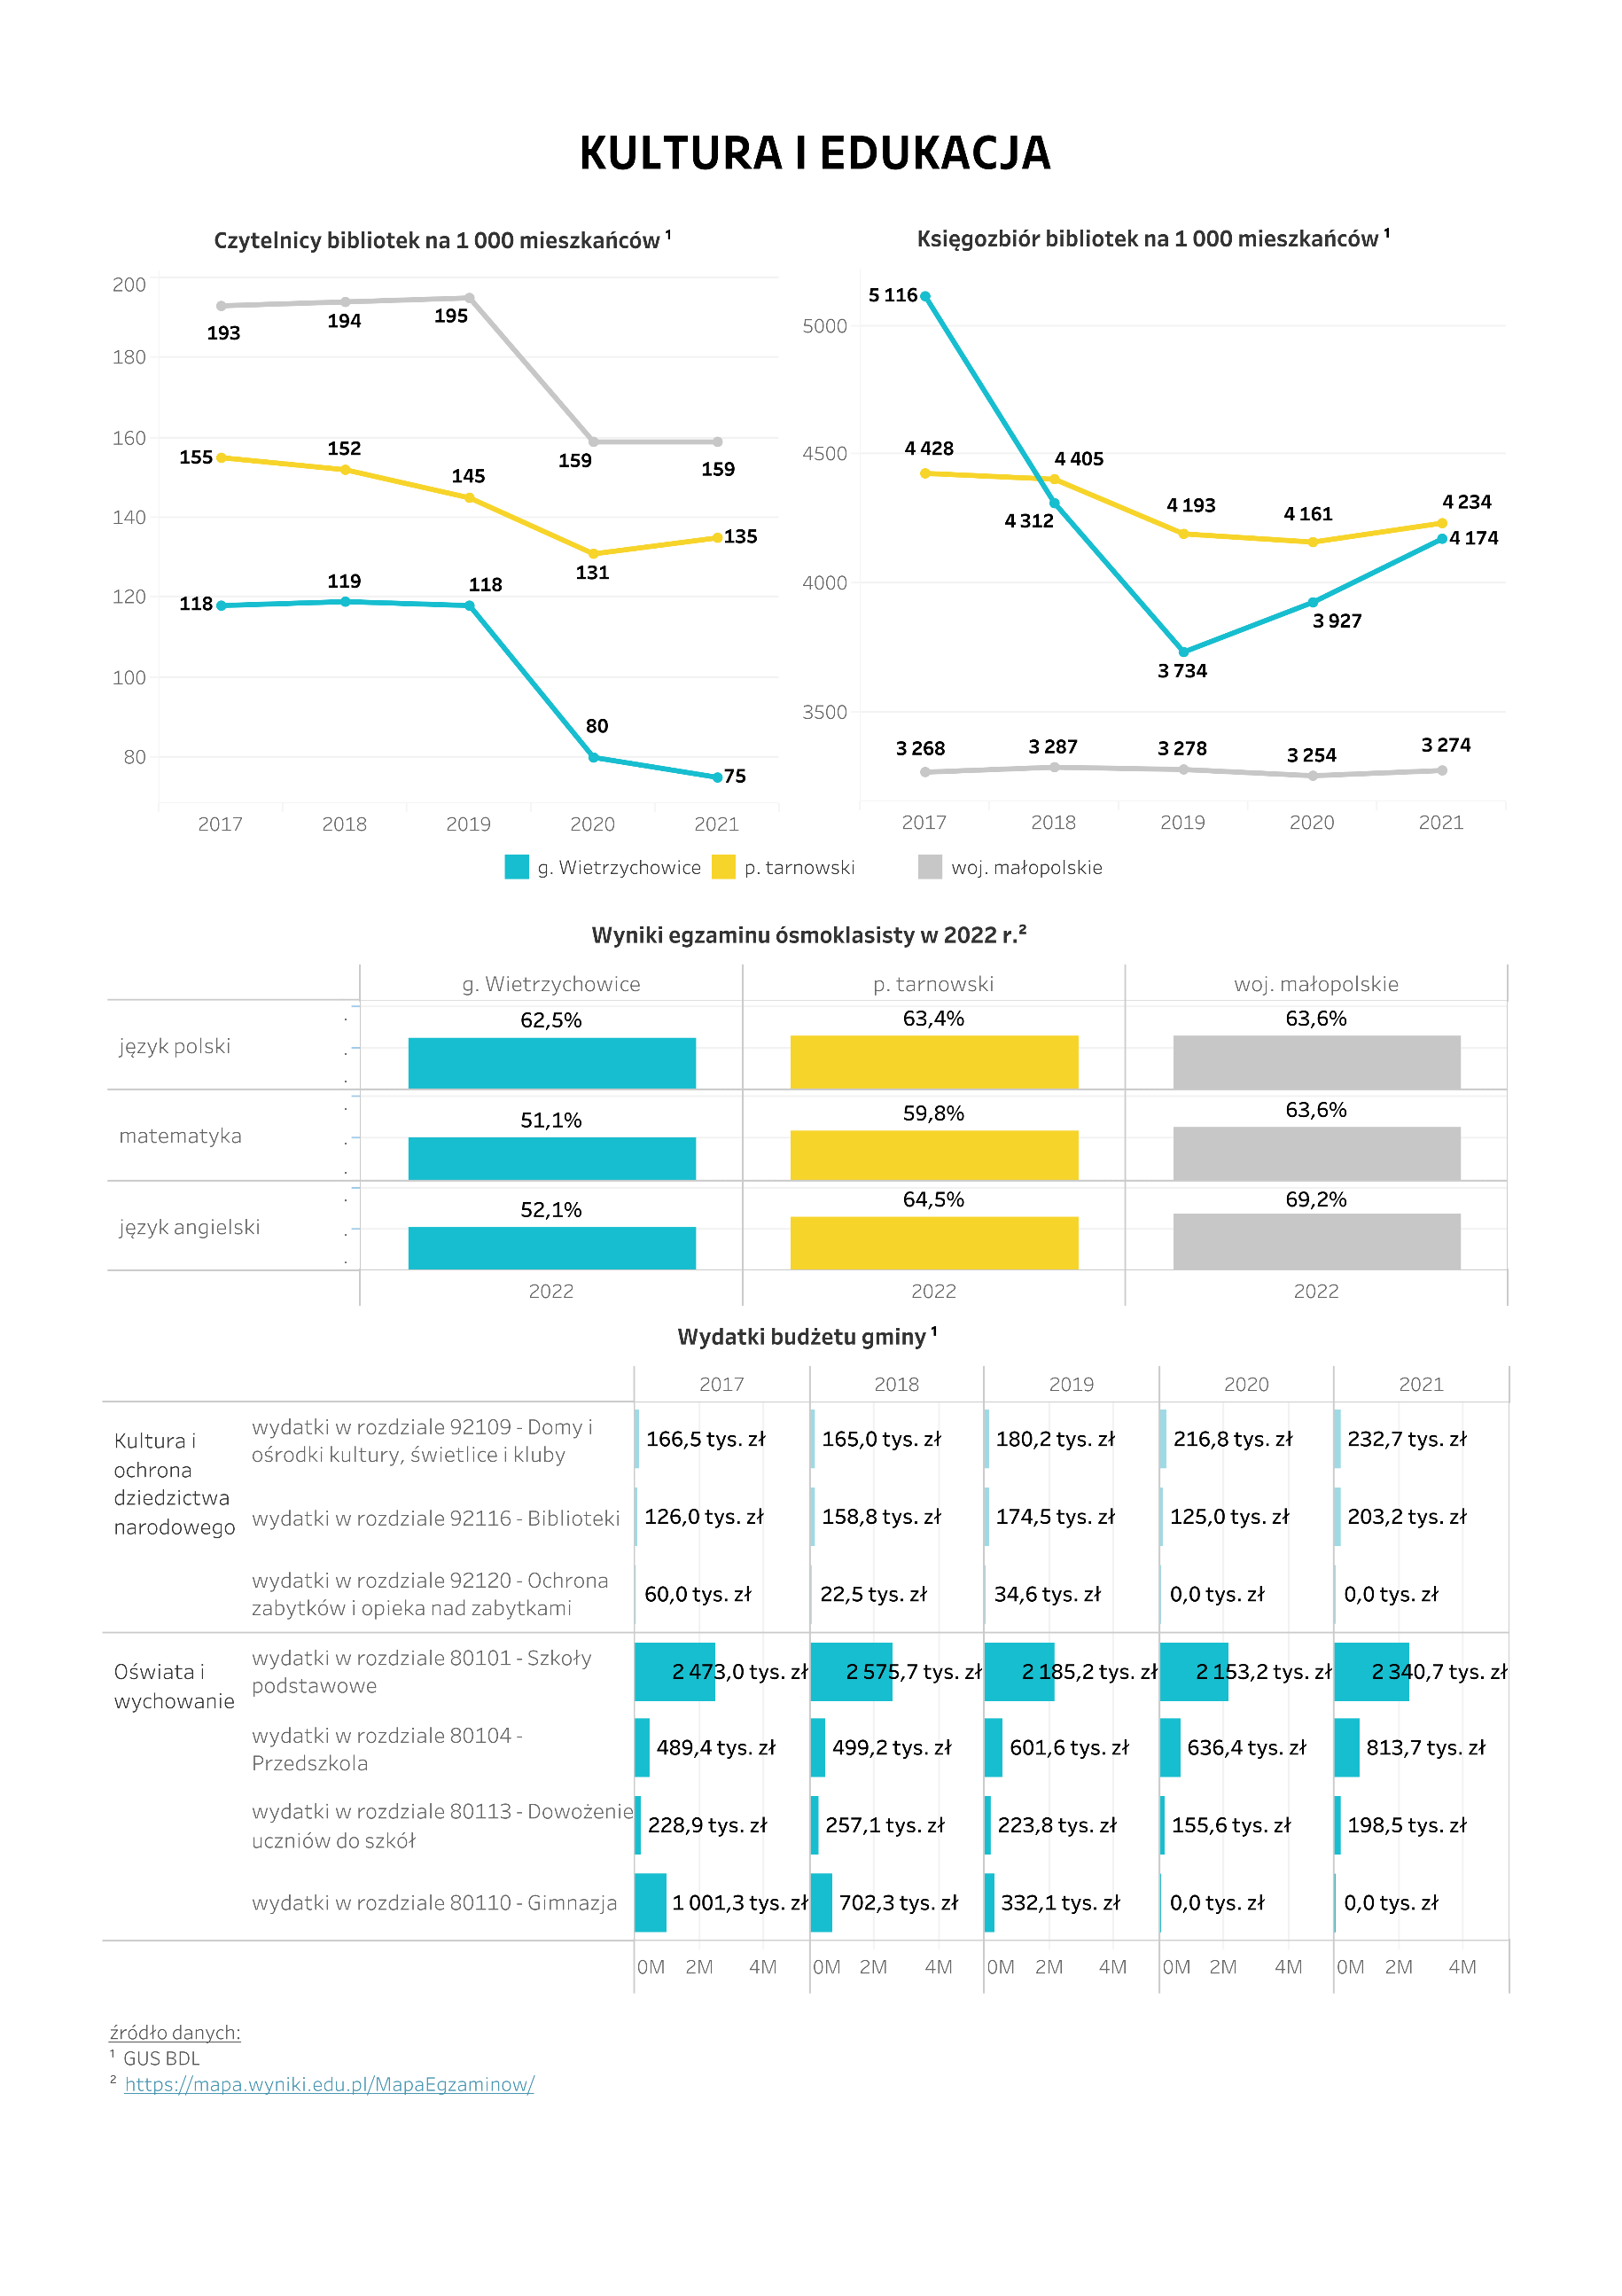 KULTURA I EDUKACJA
Czytelnicy bibliotek na 1 000 mieszkańców ¹
200
180
160
140
120
100
80
193
194
195
159
159
155
152
145
131
135
118
119
118
80
75
2017 2018 2019 2020 2021
Księgozbiór bibliotek na 1 000 mieszkańców ¹
5000
4500
4000
3500
5 116
4 428
4 405
4 312
4 193
4 161
4 234
4 174
3 927
3 734
3 268
3 287
3 278
3 254
3 274
2017 2018 2019 2020 2021
g. Wietrzychowice p. tarnowski woj. małopolskie
Wyniki egzaminu ósmoklasisty w 2022 r.²
g. Wietrzychowice p. tarnowski woj. małopolskie
język polski 62,5% 63,4% 63,6%
matematyka 51,1% 59,8% 63,6%
język angielski 52,1% 64,5% 69,2%
2022 2022 2022
Wydatki budżetu gminy ¹
2017 2018 2019 2020 2021
Kultura i
ochrona
dziedzictwa
narodowego
wydatki w rozdziale 92109 - Domy i
ośrodki kultury, świetlice i kluby
166,5 tys. zł 165,0 tys. zł 180,2 tys. zł 216,8 tys. zł 232,7 tys. zł
wydatki w rozdziale 92116 - Biblioteki
126,0 tys. zł 158,8 tys. zł 174,5 tys. zł 125,0 tys. zł 203,2 tys. zł
wydatki w rozdziale 92120 - Ochrona
zabytków i opieka nad zabytkami
60,0 tys. zł 22,5 tys. zł 34,6 tys. zł 0,0 tys. zł 0,0 tys. zł
Oświata i
wychowanie
wydatki w rozdziale 80101 - Szkoły
podstawowe
2 473,0 tys. zł 2 575,7 tys. zł 2 185,2 tys. zł 2 153,2 tys. zł 2 340,7 tys. zł
wydatki w rozdziale 80104 -
Przedszkola
489,4 tys. zł 499,2 tys. zł 601,6 tys. zł 636,4 tys. zł 813,7 tys. zł
wydatki w rozdziale 80113 - Dowożenie
uczniów do szkół
228,9 tys. zł 257,1 tys. zł 223,8 tys. zł 155,6 tys. zł 198,5 tys. zł
wydatki w rozdziale 80110 - Gimnazja
1 001,3 tys. zł 702,3 tys. zł 332,1 tys. zł 0,0 tys. zł 0,0 tys. zł
0M 2M 4M 0M 2M 4M 0M 2M 4M 0M 2M 4M 0M 2M 4M
źródło danych:
¹ GUS BDL
² https://mapa.wyniki.edu.pl/MapaEgzaminow/